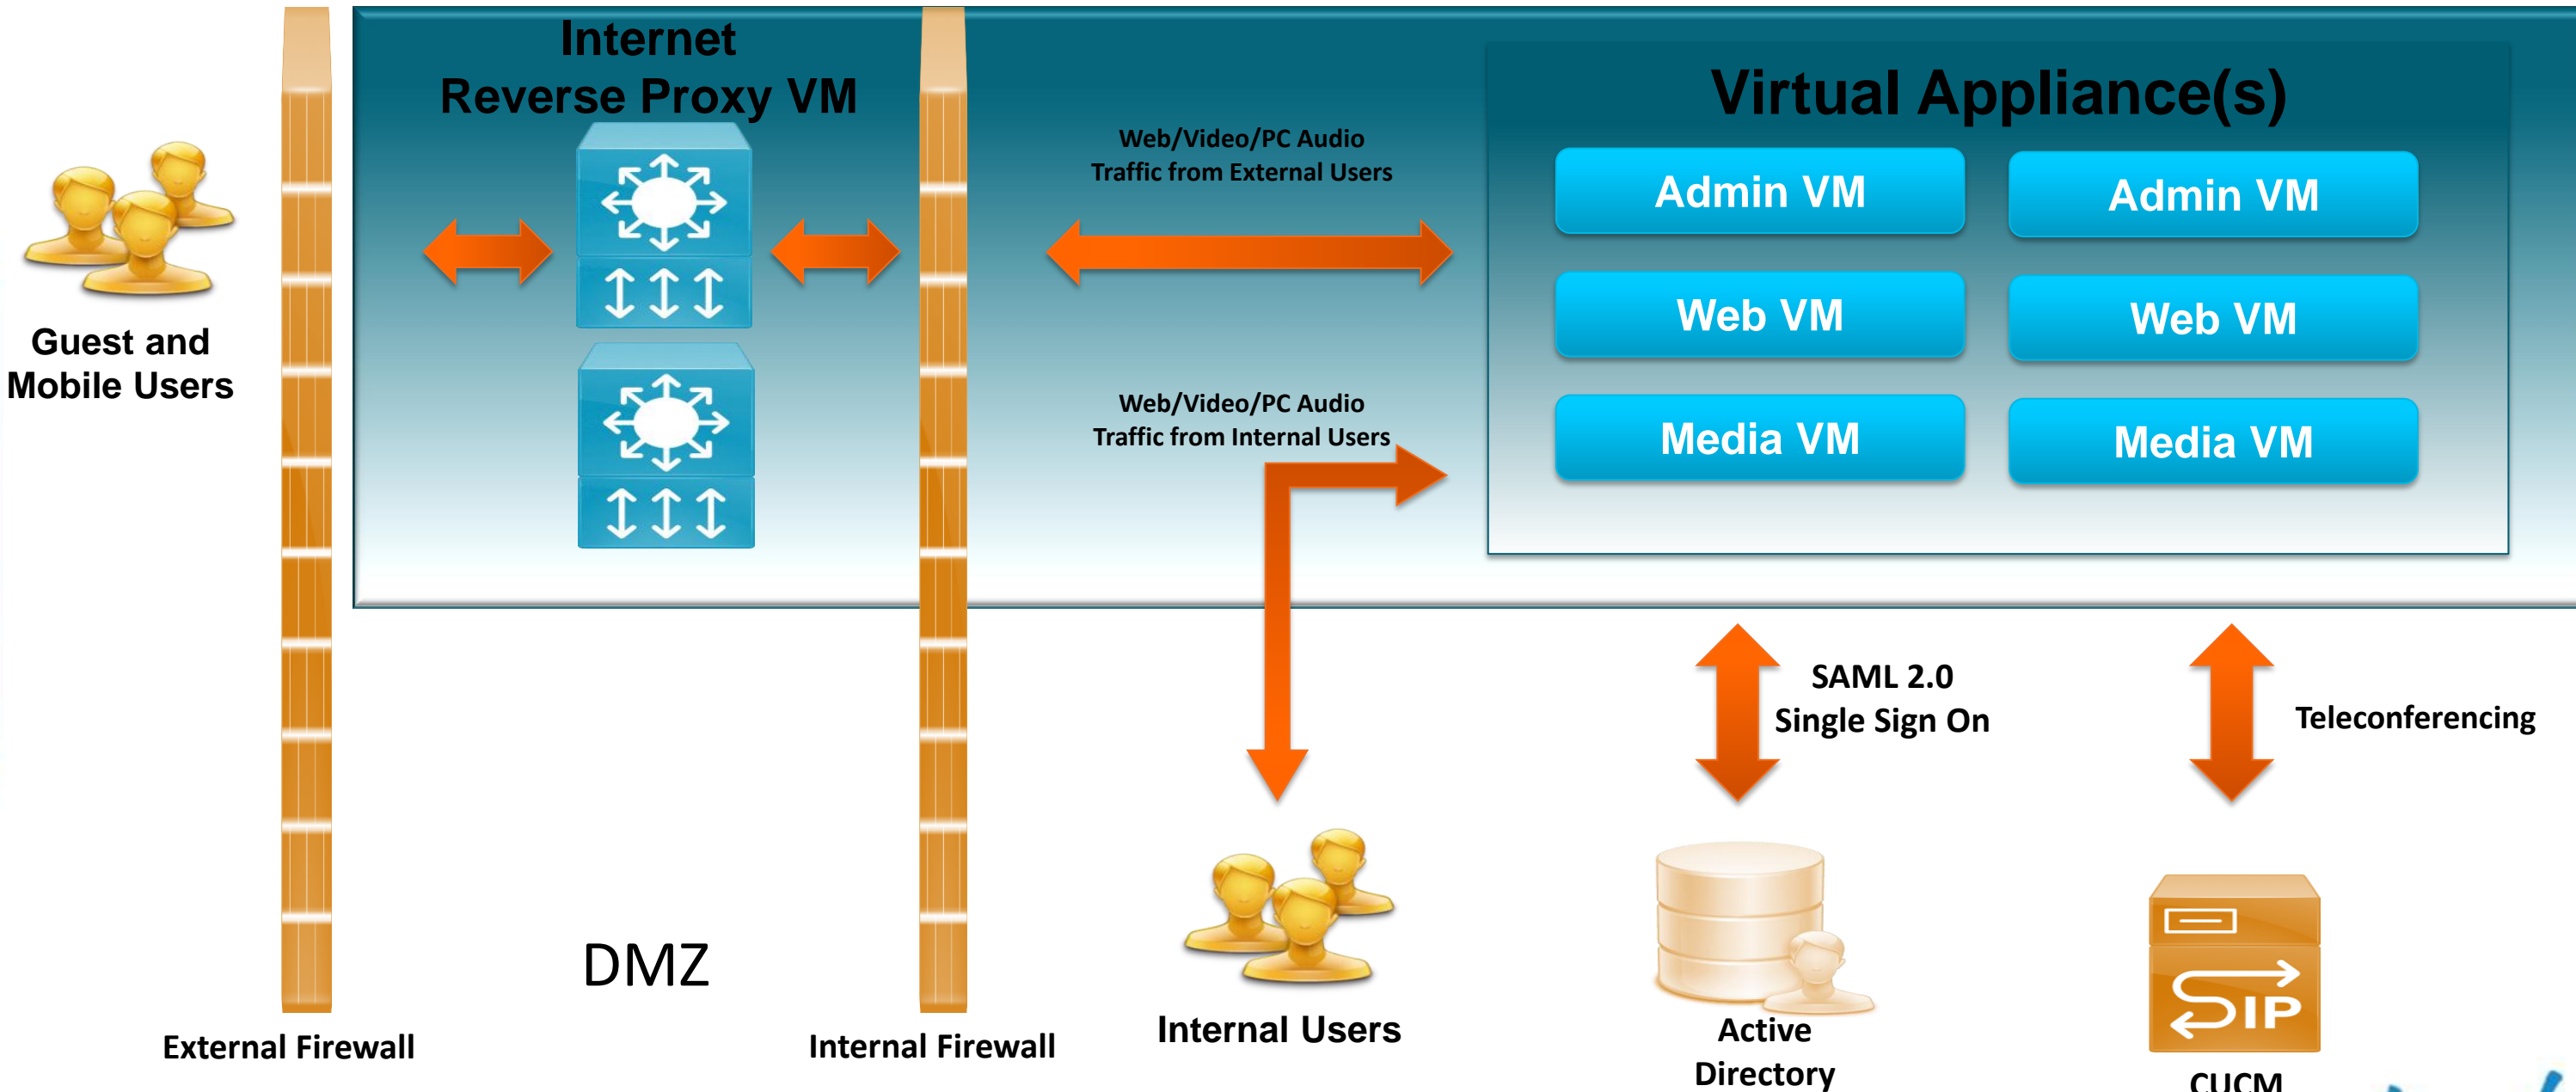 Internet
Reverse Proxy VM
Virtual Appliance(s)
Web/Video/PC Audio
Traffic from External Users
Admin VM
Admin VM
Web VM
Web VM
Media VM
Media VM
Guest and
Mobile Users
Web/Video/PC Audio
Traffic from Internal Users
SAML 2.0
Single Sign On
Teleconferencing
DMZ
SIP
External Firewall
Internal Firewall
Internal Users
Active
Directory
CUCM